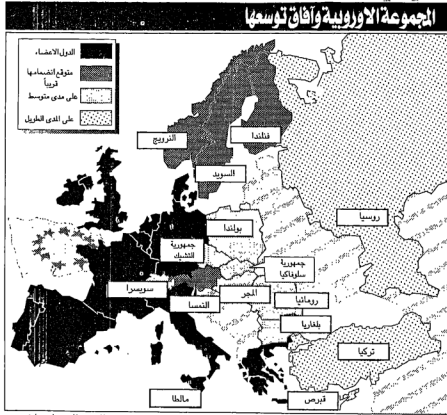 المجموعة الاوروبية وآفاق توسعها
الدول الاعضاء
متوقع انضمامها
قريباً
على مدى متوسط
على المدى الطويل
فنلندا
النرويج
السويد
روسيا
بولندا
جمهورية
التشيك
جمهورية
سلوفاكيا
سويسرا
المجر
النمسا
رومانيا
بلغاريا
تركيا
مالطا
قبرص